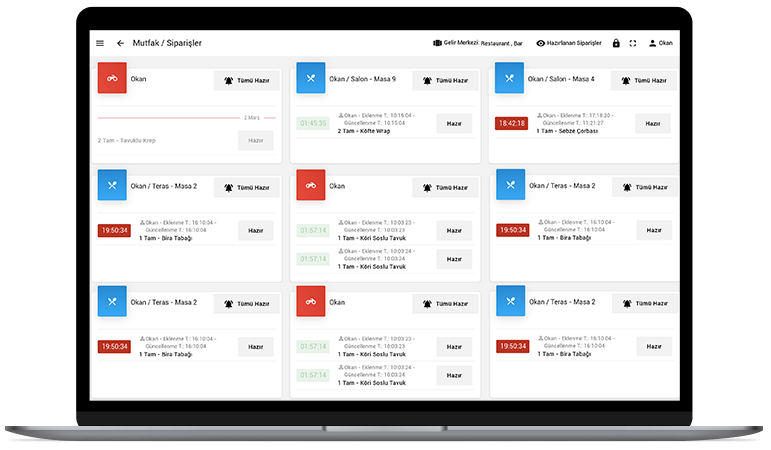 Mutfak / Siparişler
Gelir Merkezi: Restaurant , Bar
Hazırlanan Siparişler
Okan
Okan
Tümü Hazır
2 Mars
2 Tam - Tavuklu Krep
Hazır
Okan / Salon - Masa 9
Tümü Hazır
01:45:35
Okan - Eklenme T.: 10:15:04 -
Güncellenme T.: 10:15:04
2 Tam - Köfte Wrap
Hazır
Okan / Salon - Masa 4
Tümü Hazır
18:42:18
Okan - Eklenme T.: 17:18:20 -
Güncellenme T.: 11:21:27
1 Tam - Sebze Çorbası
Hazır
Okan / Teras - Masa 2
Tümü Hazır
19:50:34
Okan - Eklenme T.: 16:10:04 -
Güncellenme T.: 16:10:04
1 Tam - Bira Tabağı
Hazır
Okan
Tümü Hazır
01:57:14
Okan - Eklenme T.: 10:03:23 -
Güncellenme T.: 10:03:23
1 Tam - Köri Soslu Tavuk
Hazır
01:57:14
Okan - Eklenme T.: 10:03:24 -
Güncellenme T.: 10:03:24
1 Tam - Köri Soslu Tavuk
Hazır
Okan / Teras - Masa 2
Tümü Hazır
19:50:34
Okan - Eklenme T.: 16:10:04 -
Güncellenme T.: 16:10:04
1 Tam - Bira Tabağı
Hazır
Okan / Teras - Masa 2
Tümü Hazır
19:50:34
Okan - Eklenme T.: 16:10:04 -
Güncellenme T.: 16:10:04
1 Tam - Bira Tabağı
Hazır
Okan
Tümü Hazır
01:57:14
Okan - Eklenme T.: 10:03:23 -
Güncellenme T.: 10:03:23
1 Tam - Köri Soslu Tavuk
Hazır
01:57:14
Okan - Eklenme T.: 10:03:24 -
Güncellenme T.: 10:03:24
1 Tam - Köri Soslu Tavuk
Hazır
Okan / Teras - Masa 2
Tümü Hazır
19:50:34
Okan - Eklenme T.: 16:10:04 -
Güncellenme T.: 16:10:04
1 Tam - Bira Tabağı
Hazır